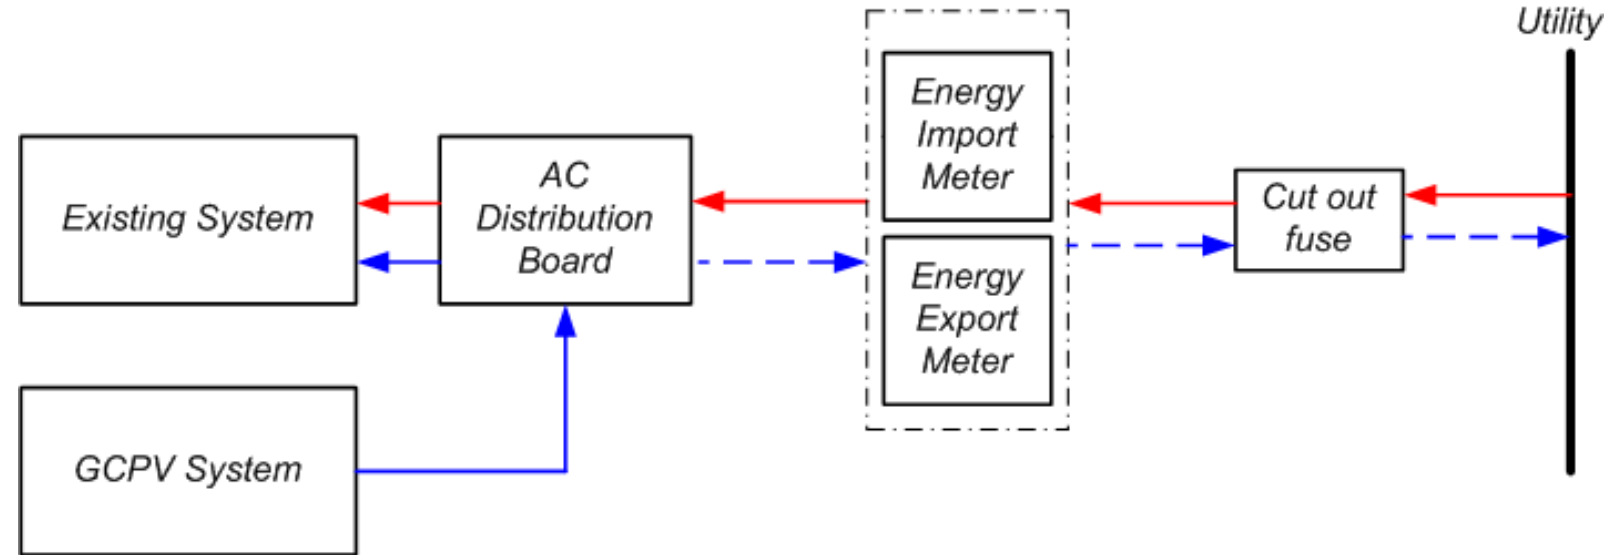 Utility
Energy
Import
Meter
AC
Distribution
Board
Existing System
Cut out
fuse
Energy
Export
Meter
GCPV System